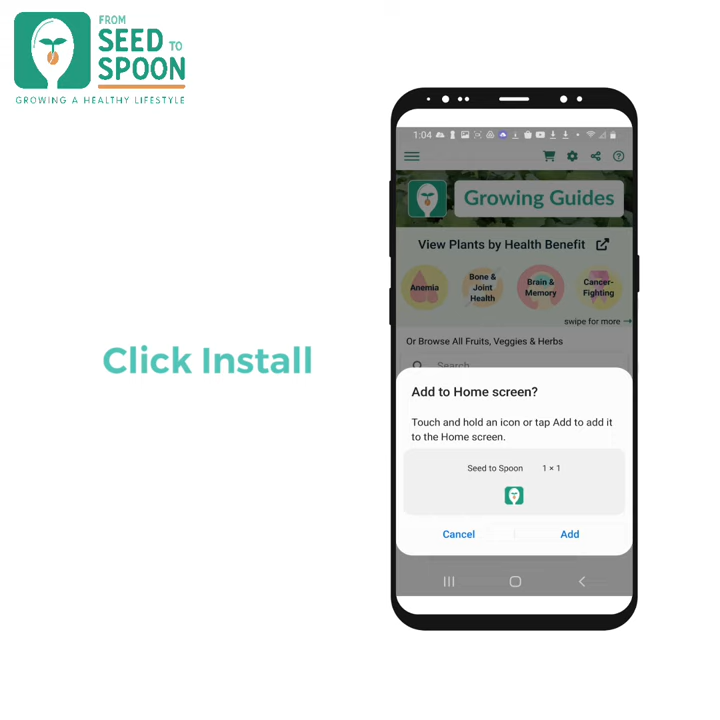 FROM
SEED TO
SPOON
GROWING A HEALTHY LIFESTYLE
Click Install
1:04
Growing Guides
View Plants by Health Benefit
Anemia
Bone &
Joint
Health
Brain &
Memory
Cancer-
Fighting
swipe for more →
Or Browse All Fruits, Veggies & Herbs
Search
Add to Home screen?
Touch and hold an icon or tap Add to add it
to the Home screen.
Seed to Spoon 1 × 1
Cancel Add